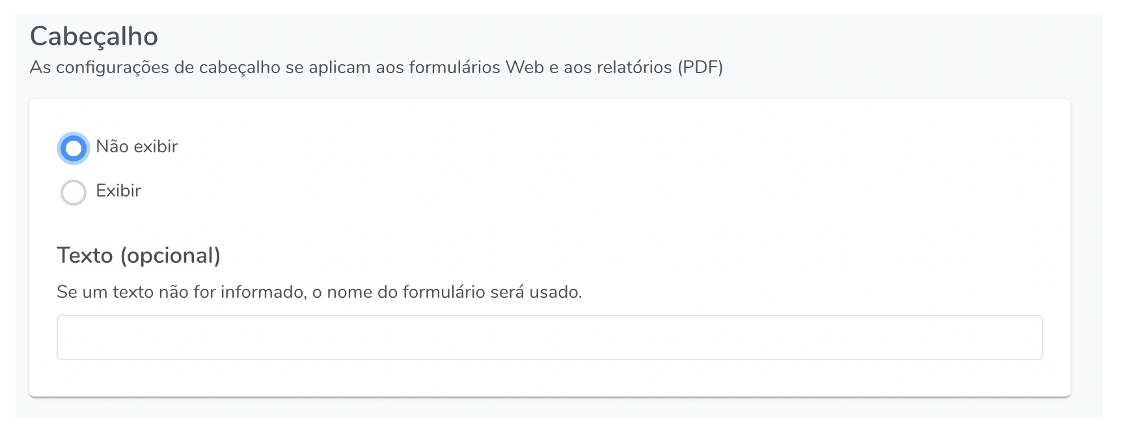 Cabeçalho
As configurações de cabeçalho se aplicam aos formulários Web e aos relatórios (PDF)
Não exibir
Exibir
Texto (opcional)
Se um texto não for informado, o nome do formulário será usado.